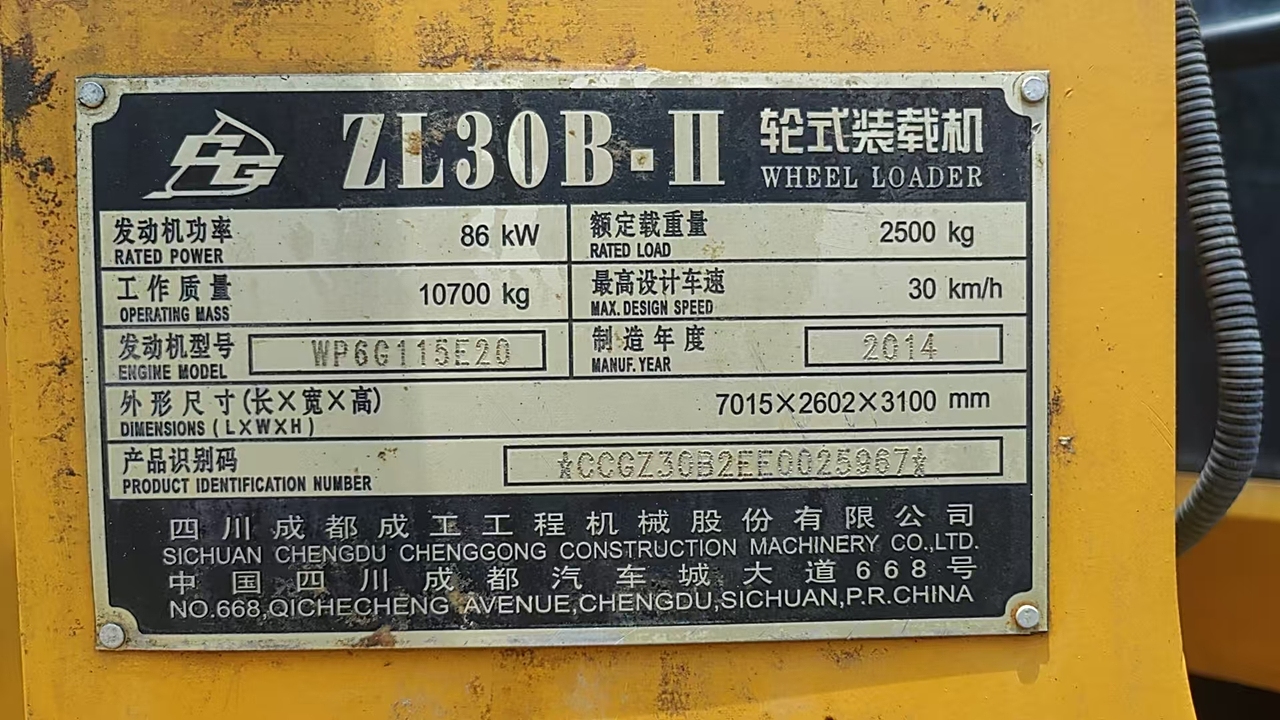 CG ZL30B-II 轮式装载机
WHEEL LOADER
发动机功率 86 kW 额定载重量 2500 kg
RATED POWER RATED LOAD
工作质量 10700 kg 最高设计车速 30 km/h
OPERATING MASS MAX. DESIGN SPEED
发动机型号 WP6G115E20 制造年度 2014
ENGINE MODEL MANUF. YEAR
外形尺寸(长×宽×高) 7015×2602×3100 mm
DIMENSIONS (L×W×H)
产品识别码 ★CCGZ30B2EE0025967★
PRODUCT IDENTIFICATION NUMBER
四川成都成工工程机械股份有限公司
SICHUAN CHENGDU CHENGGONG CONSTRUCTION MACHINERY CO.,LTD.
中国四川成都汽车城大道668号
NO.668,QICHECHENG AVENUE,CHENGDU,SICHUAN,P.R.CHINA